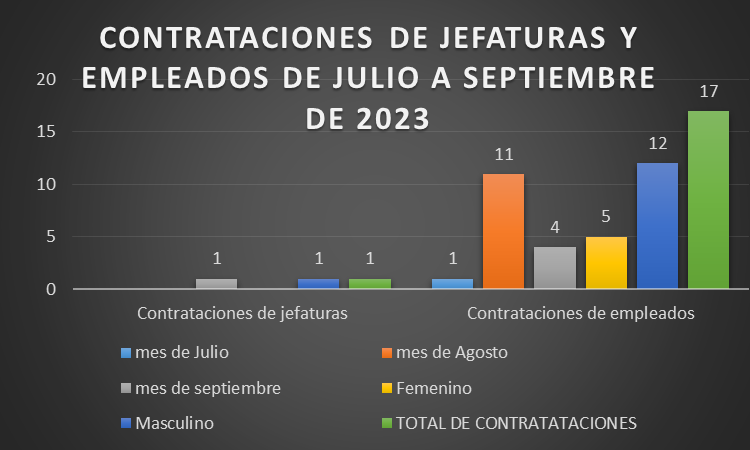 CONTRATACIONES DE JEFATURAS Y
EMPLEADOS DE JULIO A SEPTIEMBRE
DE 2023
20
15
10
5
0
1
1
1
1
11
4
5
12
17
Contrataciones de jefaturas
Contrataciones de empleados
mes de Julio
mes de Agosto
mes de septiembre
Femenino
Masculino
TOTAL DE CONTRATATACIONES